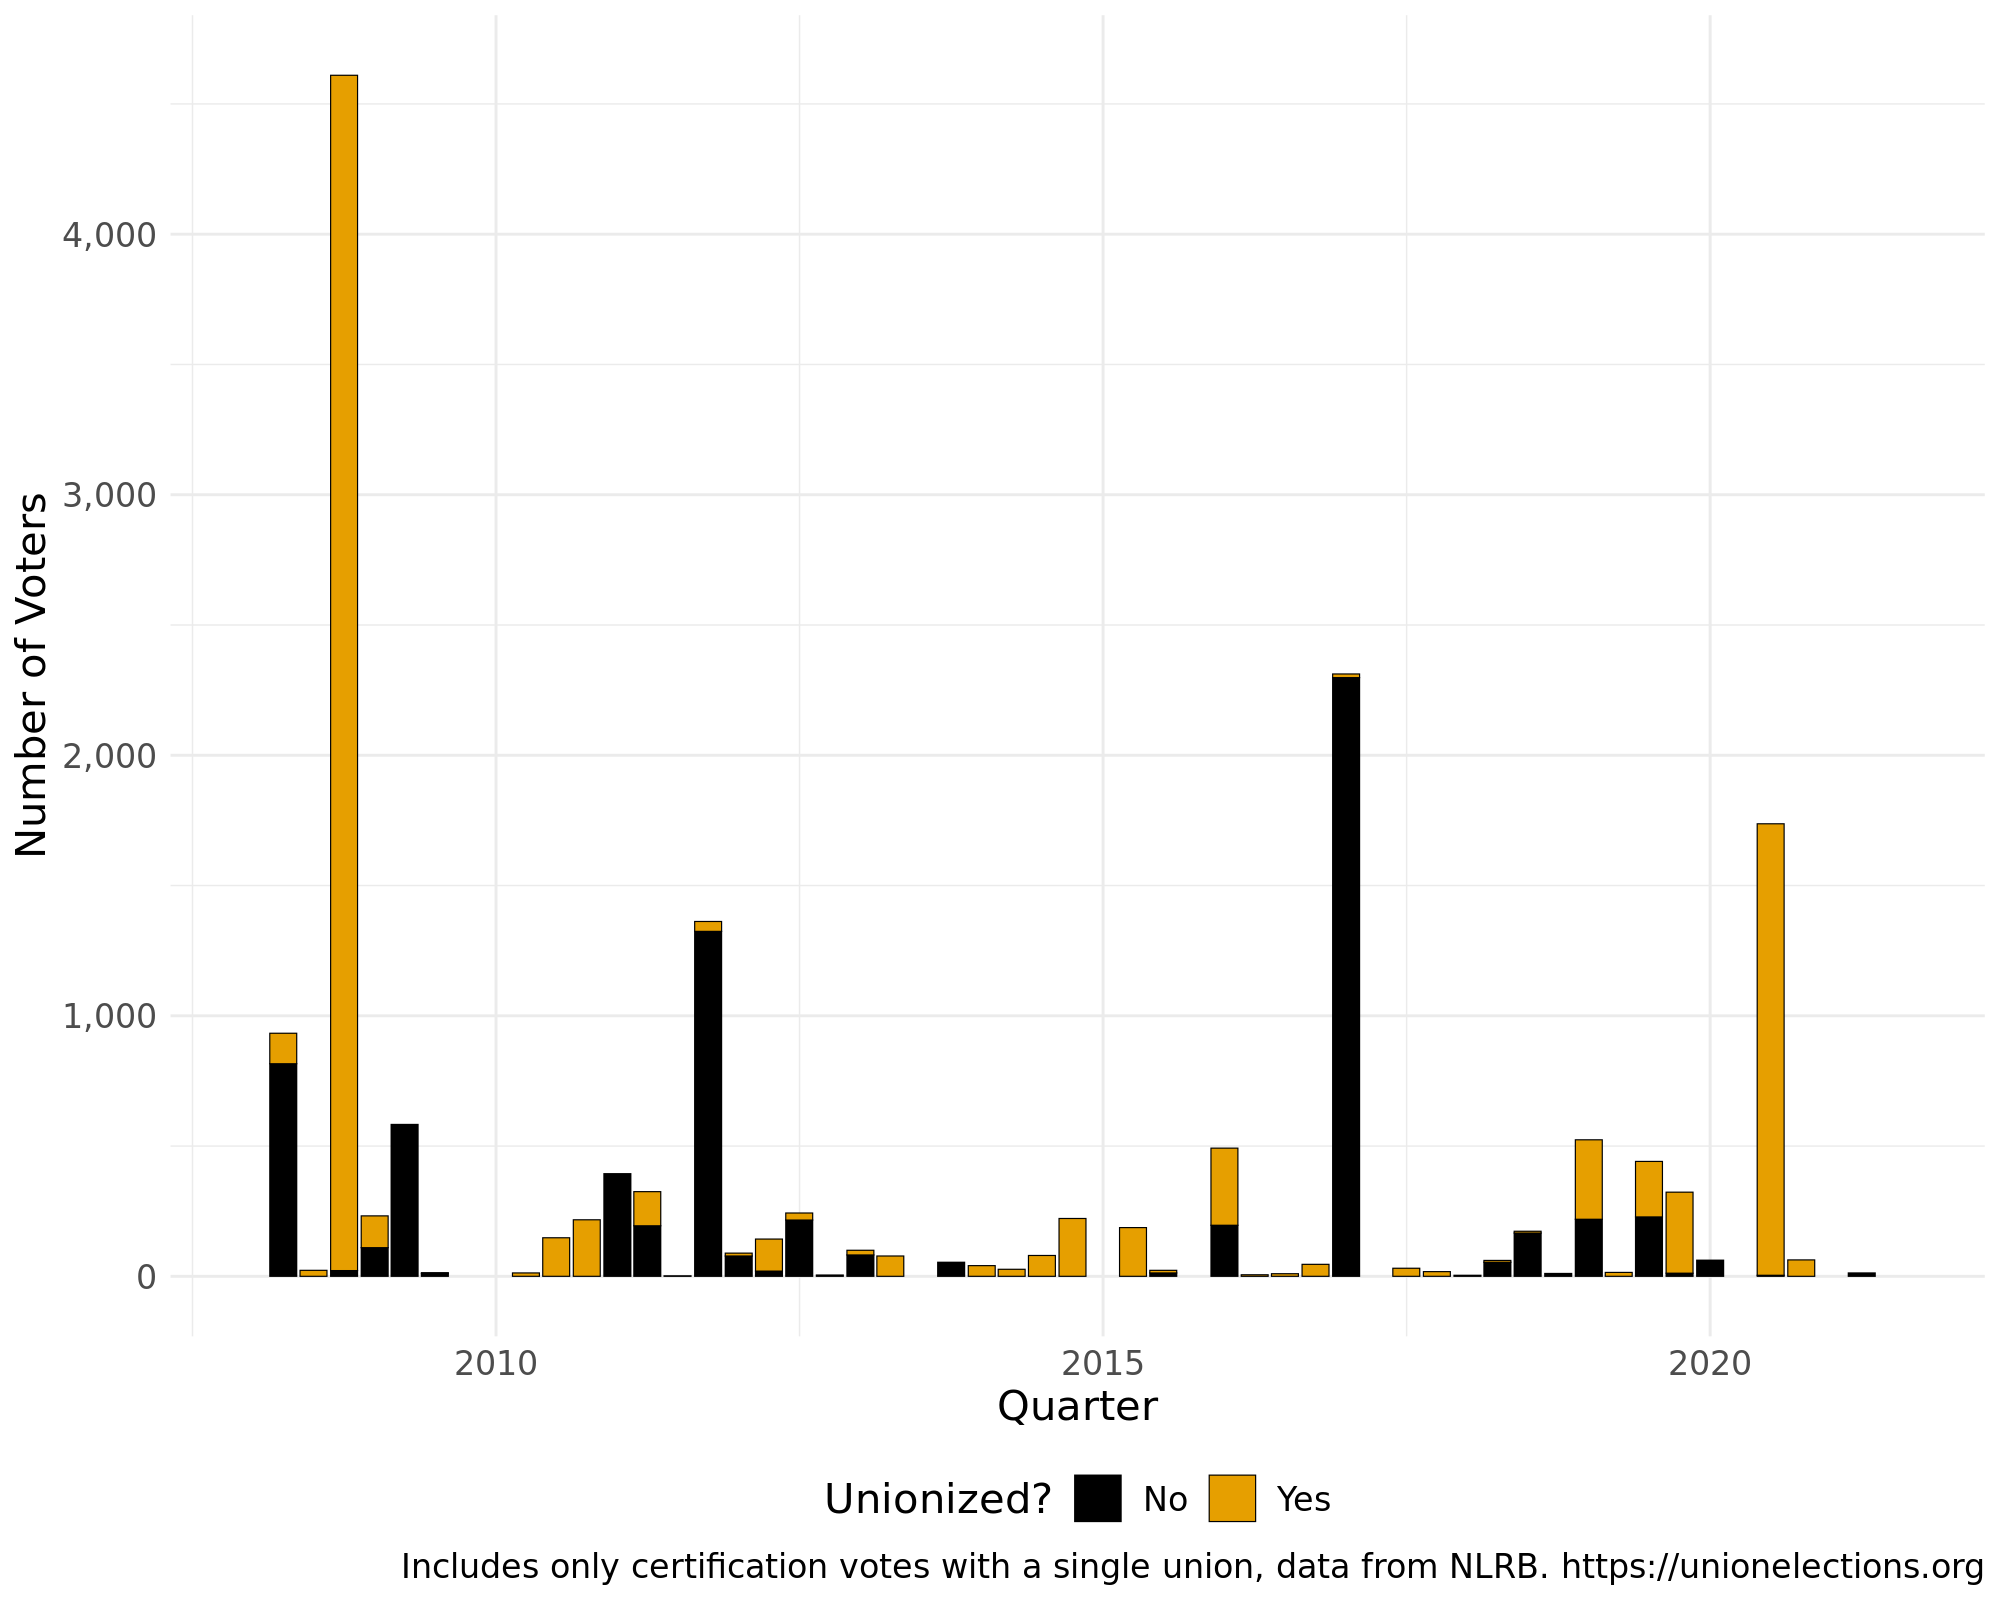 Number of Voters
4,000
3,000
2,000
1,000
0
2010 2015 2020
Quarter
Unionized? No Yes
Includes only certification votes with a single union, data from NLRB. https://unionelections.org